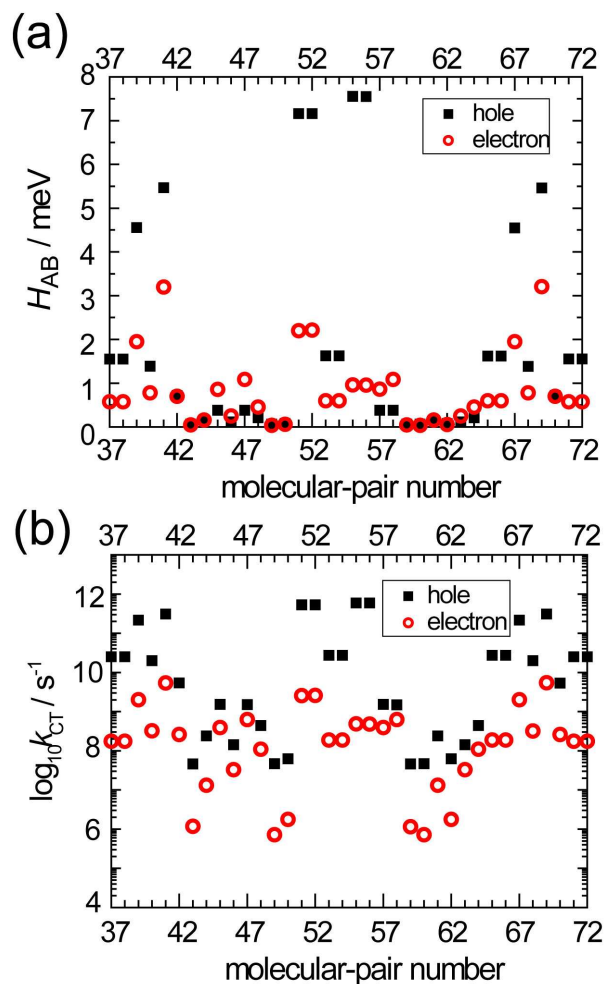 (a)
37 42 47 52 57 62 67 72
8
7
6
5
4
3
2
1
0
H_AB / meV
hole
electron
37 42 47 52 57 62 67 72
molecular-pair number
(b)
37 42 47 52 57 62 67 72
12
10
8
6
4
log₁₀k_CT / s⁻¹
hole
electron
37 42 47 52 57 62 67 72
molecular-pair number